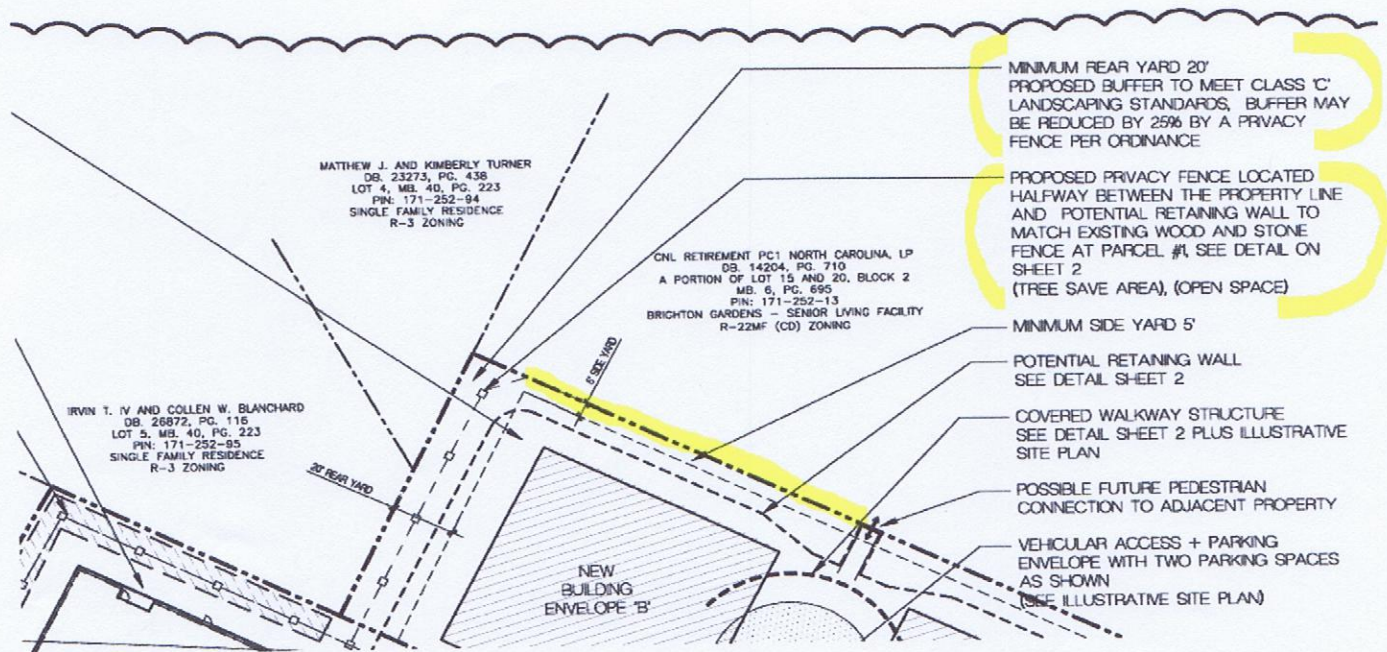 MINIMUM REAR YARD 20'
PROPOSED BUFFER TO MEET CLASS 'C'
LANDSCAPING STANDARDS, BUFFER MAY
BE REDUCED BY 25% BY A PRIVACY
FENCE PER ORDINANCE
PROPOSED PRIVACY FENCE LOCATED
HALFWAY BETWEEN THE PROPERTY LINE
AND POTENTIAL RETAINING WALL TO
MATCH EXISTING WOOD AND STONE
FENCE AT PARCEL #1, SEE DETAIL ON
SHEET 2
(TREE SAVE AREA), (OPEN SPACE)
MINIMUM SIDE YARD 5'
POTENTIAL RETAINING WALL
SEE DETAIL SHEET 2
COVERED WALKWAY STRUCTURE
SEE DETAIL SHEET 2 PLUS ILLUSTRATIVE
SITE PLAN
POSSIBLE FUTURE PEDESTRIAN
CONNECTION TO ADJACENT PROPERTY
VEHICULAR ACCESS + PARKING
ENVELOPE WITH TWO PARKING SPACES
AS SHOWN
(SEE ILLUSTRATIVE SITE PLAN)
MATTHEW J. AND KIMBERLY TURNER
DB. 23273, PG. 438
LOT 4, MB. 40, PG. 223
PIN: 171-252-94
SINGLE FAMILY RESIDENCE
R-3 ZONING
CNL RETIREMENT PC1 NORTH CAROLINA, LP
DB. 14204, PG. 710
A PORTION OF LOT 15 AND 20, BLOCK 2
MB. 6, PG. 695
PIN: 171-252-13
BRIGHTON GARDENS - SENIOR LIVING FACILITY
R-22MF (CD) ZONING
IRVIN T. IV AND COLLEN W. BLANCHARD
DB. 26872, PG. 116
LOT 5, MB. 40, PG. 223
PIN: 171-252-95
SINGLE FAMILY RESIDENCE
R-3 ZONING
5' SIDE YARD
20' REAR YARD
NEW
BUILDING
ENVELOPE 'B'